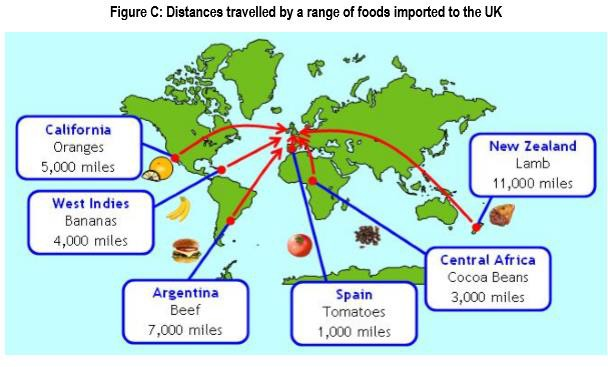 Figure C: Distances travelled by a range of foods imported to the UK
California
Oranges
5,000 miles
West Indies
Bananas
4,000 miles
Argentina
Beef
7,000 miles
Spain
Tomatoes
1,000 miles
Central Africa
Cocoa Beans
3,000 miles
New Zealand
Lamb
11,000 miles